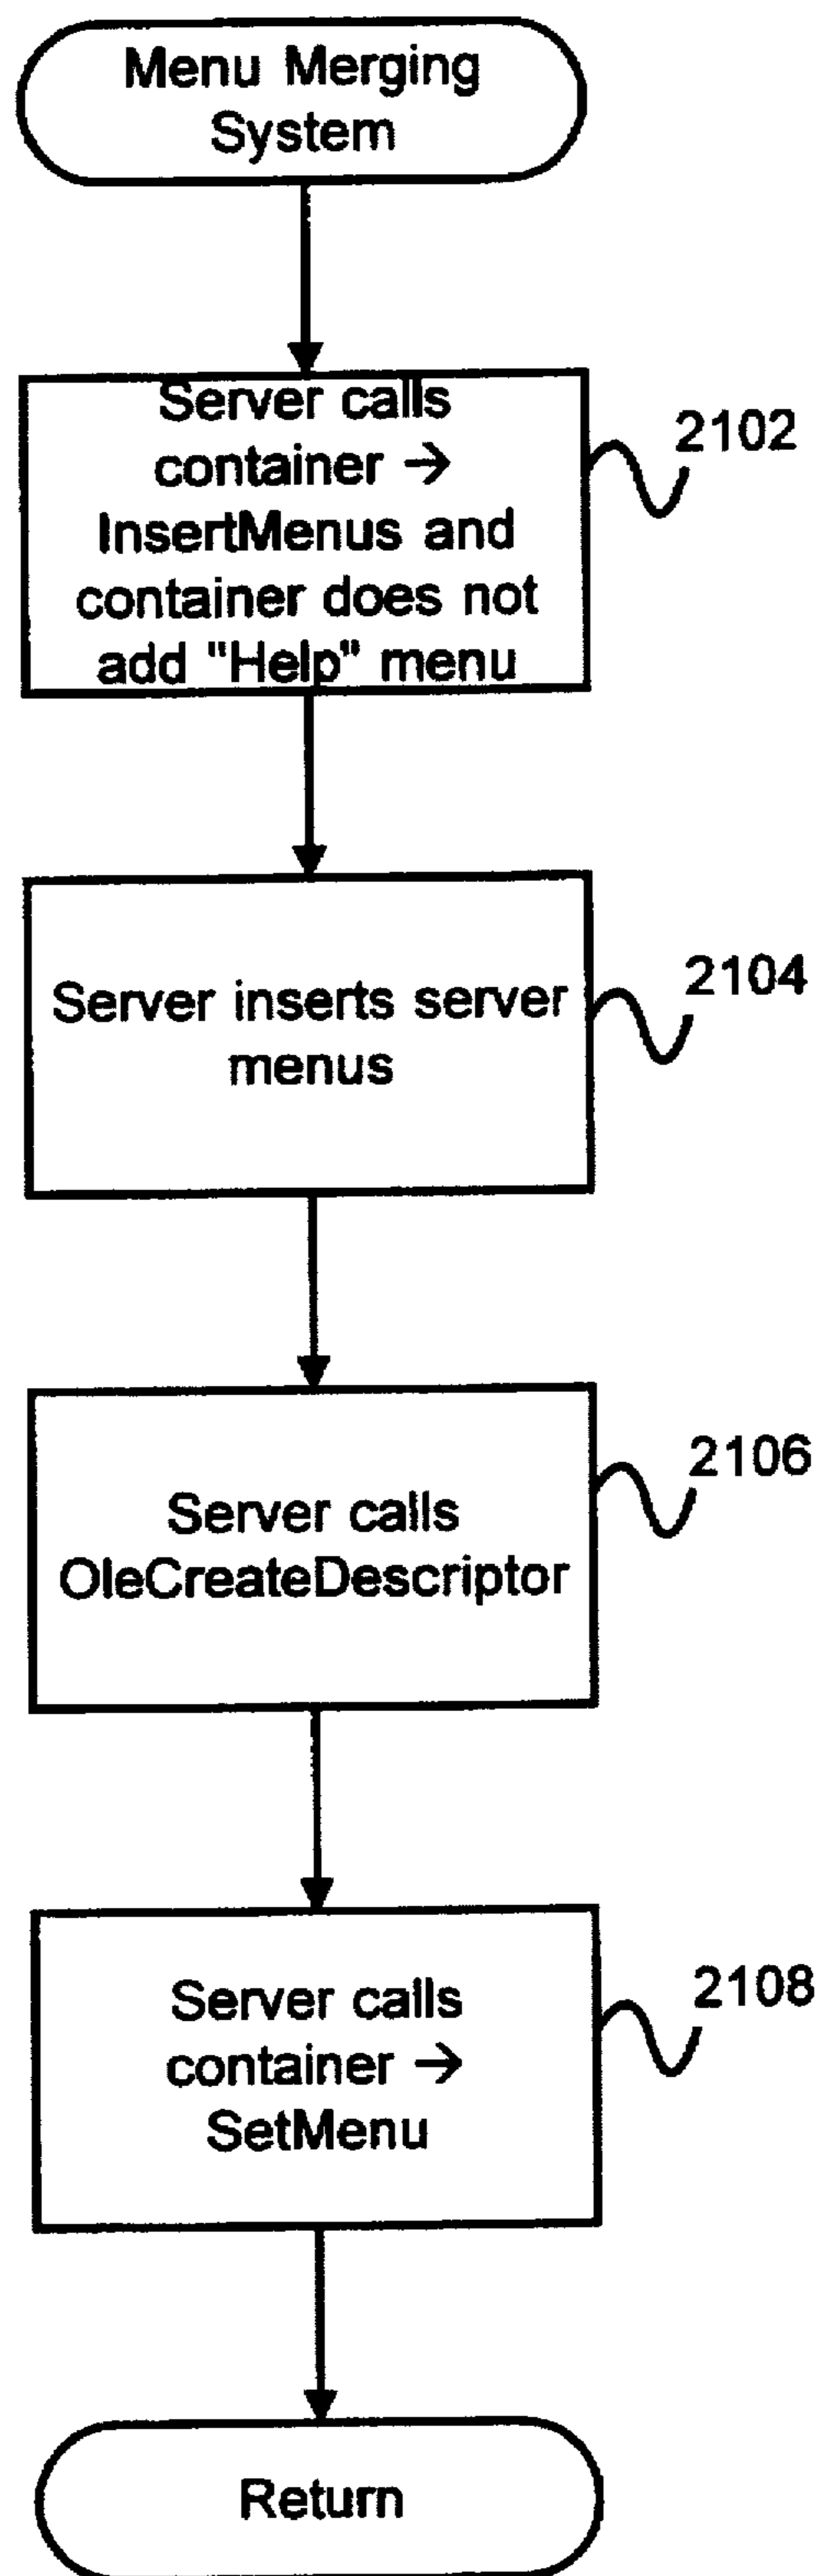 Menu Merging
System
Server calls
container →
InsertMenus and
container does not
add "Help" menu
2102
Server inserts server
menus
2104
Server calls
OleCreateDescriptor
2106
Server calls
container →
SetMenu
2108
Return